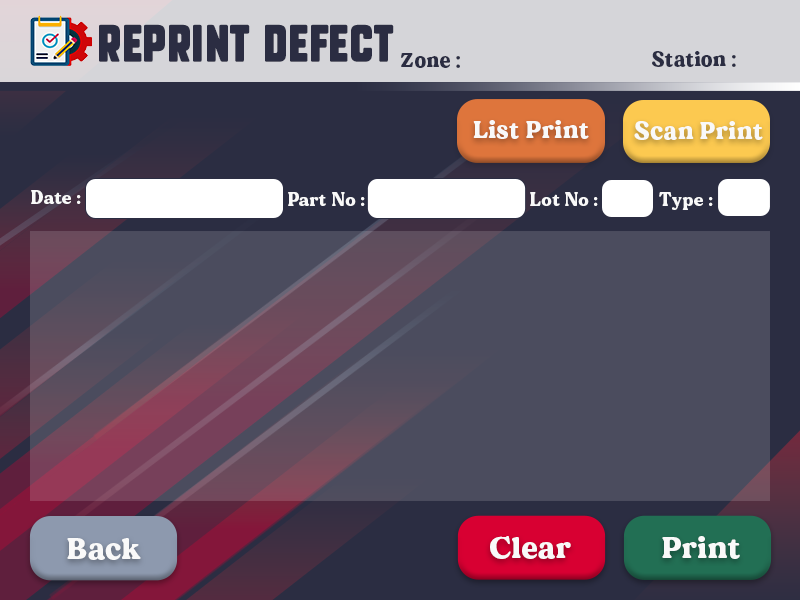 REPRINT DEFECT Zone : Station :
List Print Scan Print
Date : Part No : Lot No : Type :
Back Clear Print